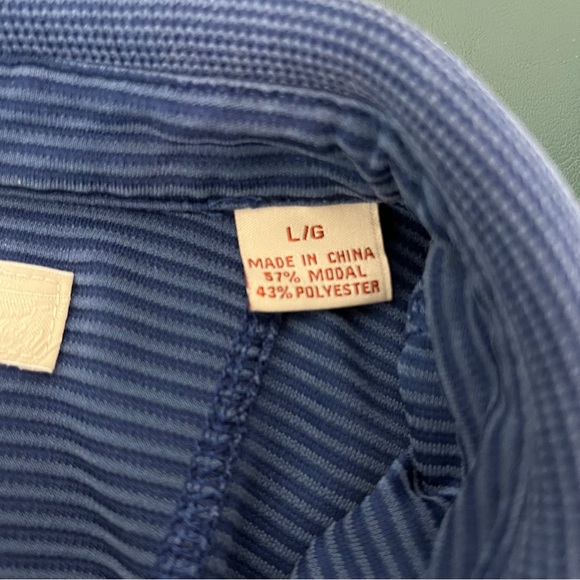 L/G
MADE IN CHINA
57% MODAL
43% POLYESTER